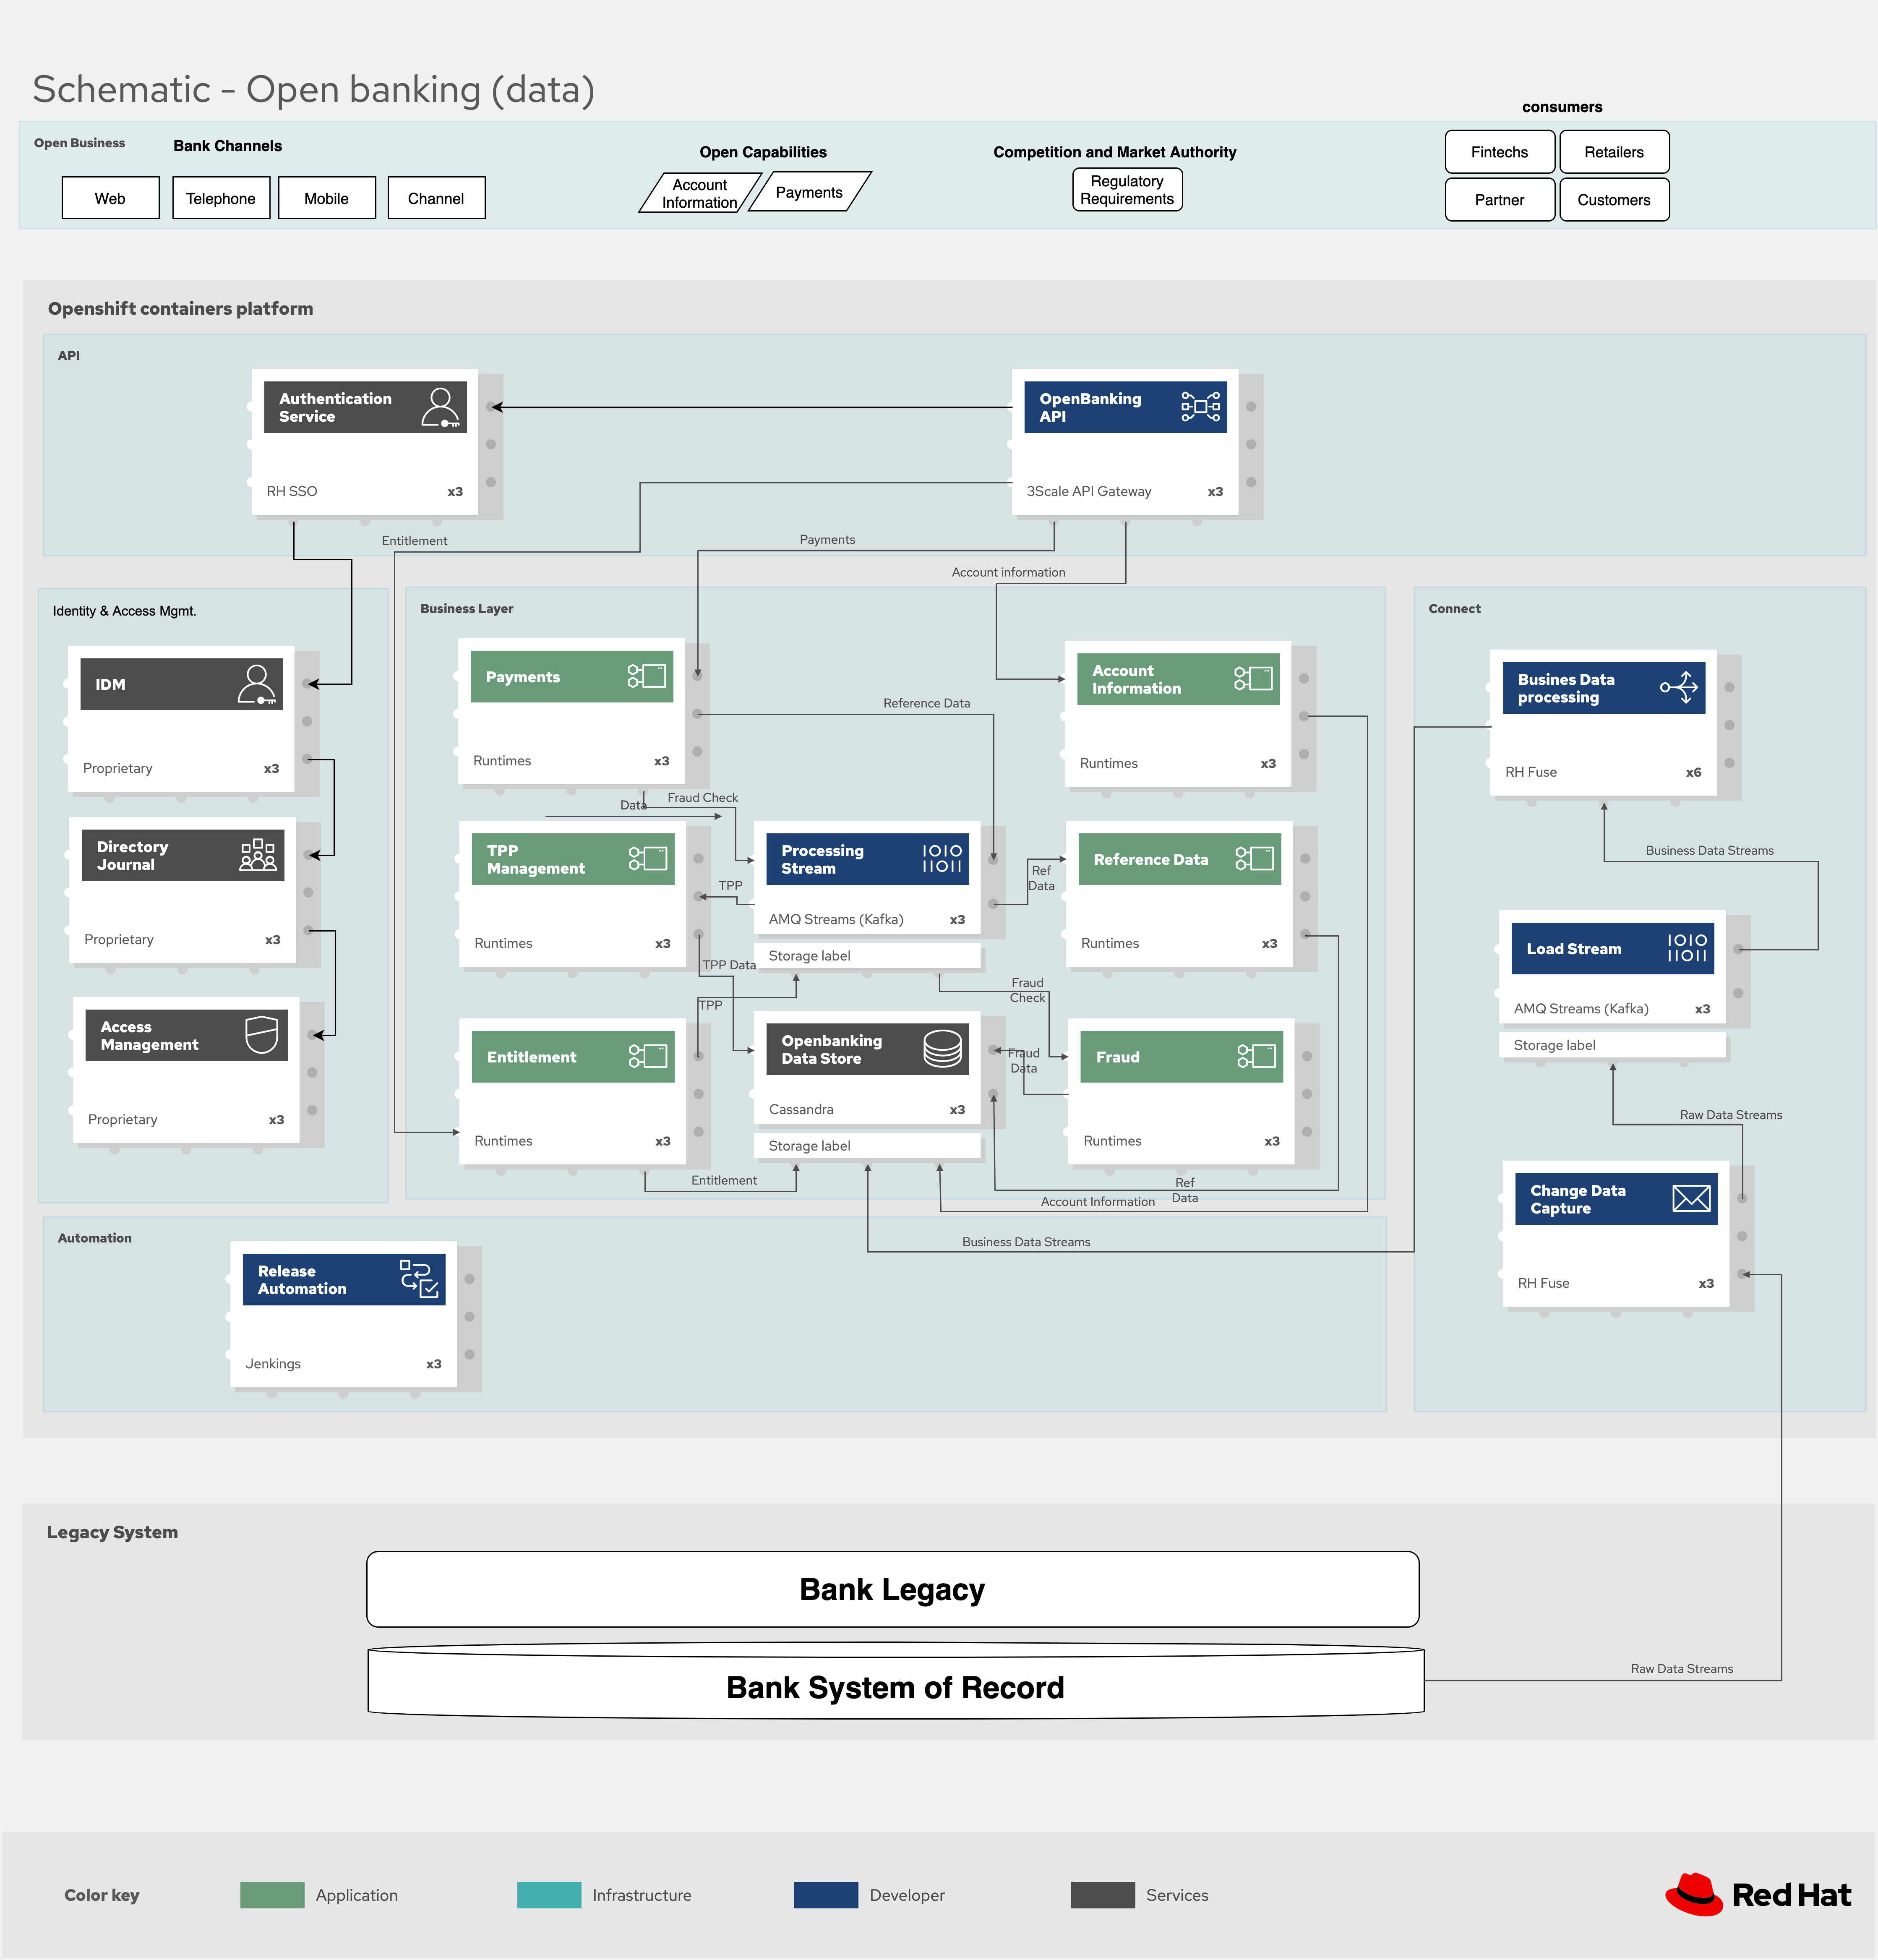 Schematic - Open banking (data)
consumers
Open Business
Bank Channels
Web
Telephone
Mobile
Channel
Open Capabilities
Account
Information
Payments
Competition and Market Authority
Regulatory
Requirements
Fintechs
Retailers
Partner
Customers
Openshift containers platform
API
Authentication
Service
RH SSO
x3
OpenBanking
API
3Scale API Gateway
x3
Entitlement
Payments
Account information
Identity & Access Mgmt.
IDM
Proprietary
x3
Directory
Journal
Proprietary
x3
Access
Management
Proprietary
x3
Business Layer
Payments
Runtimes
x3
Reference Data
Account
Information
Runtimes
x3
Data
Fraud Check
TPP
Management
Runtimes
x3
TPP
Processing
Stream
AMQ Streams (Kafka)
x3
Storage label
Ref
Data
Reference Data
Runtimes
x3
TPP Data
TPP
Fraud
Check
Entitlement
Runtimes
x3
Openbanking
Data Store
Cassandra
x3
Storage label
Fraud
Data
Fraud
Runtimes
x3
Entitlement
Ref
Data
Account Information
Business Data Streams
Connect
Busines Data
processing
RH Fuse
x6
Business Data Streams
Load Stream
AMQ Streams (Kafka)
x3
Storage label
Raw Data Streams
Change Data
Capture
RH Fuse
x3
Automation
Release
Automation
Jenkings
x3
Legacy System
Bank Legacy
Bank System of Record
Raw Data Streams
Color key
Application
Infrastructure
Developer
Services
Red Hat